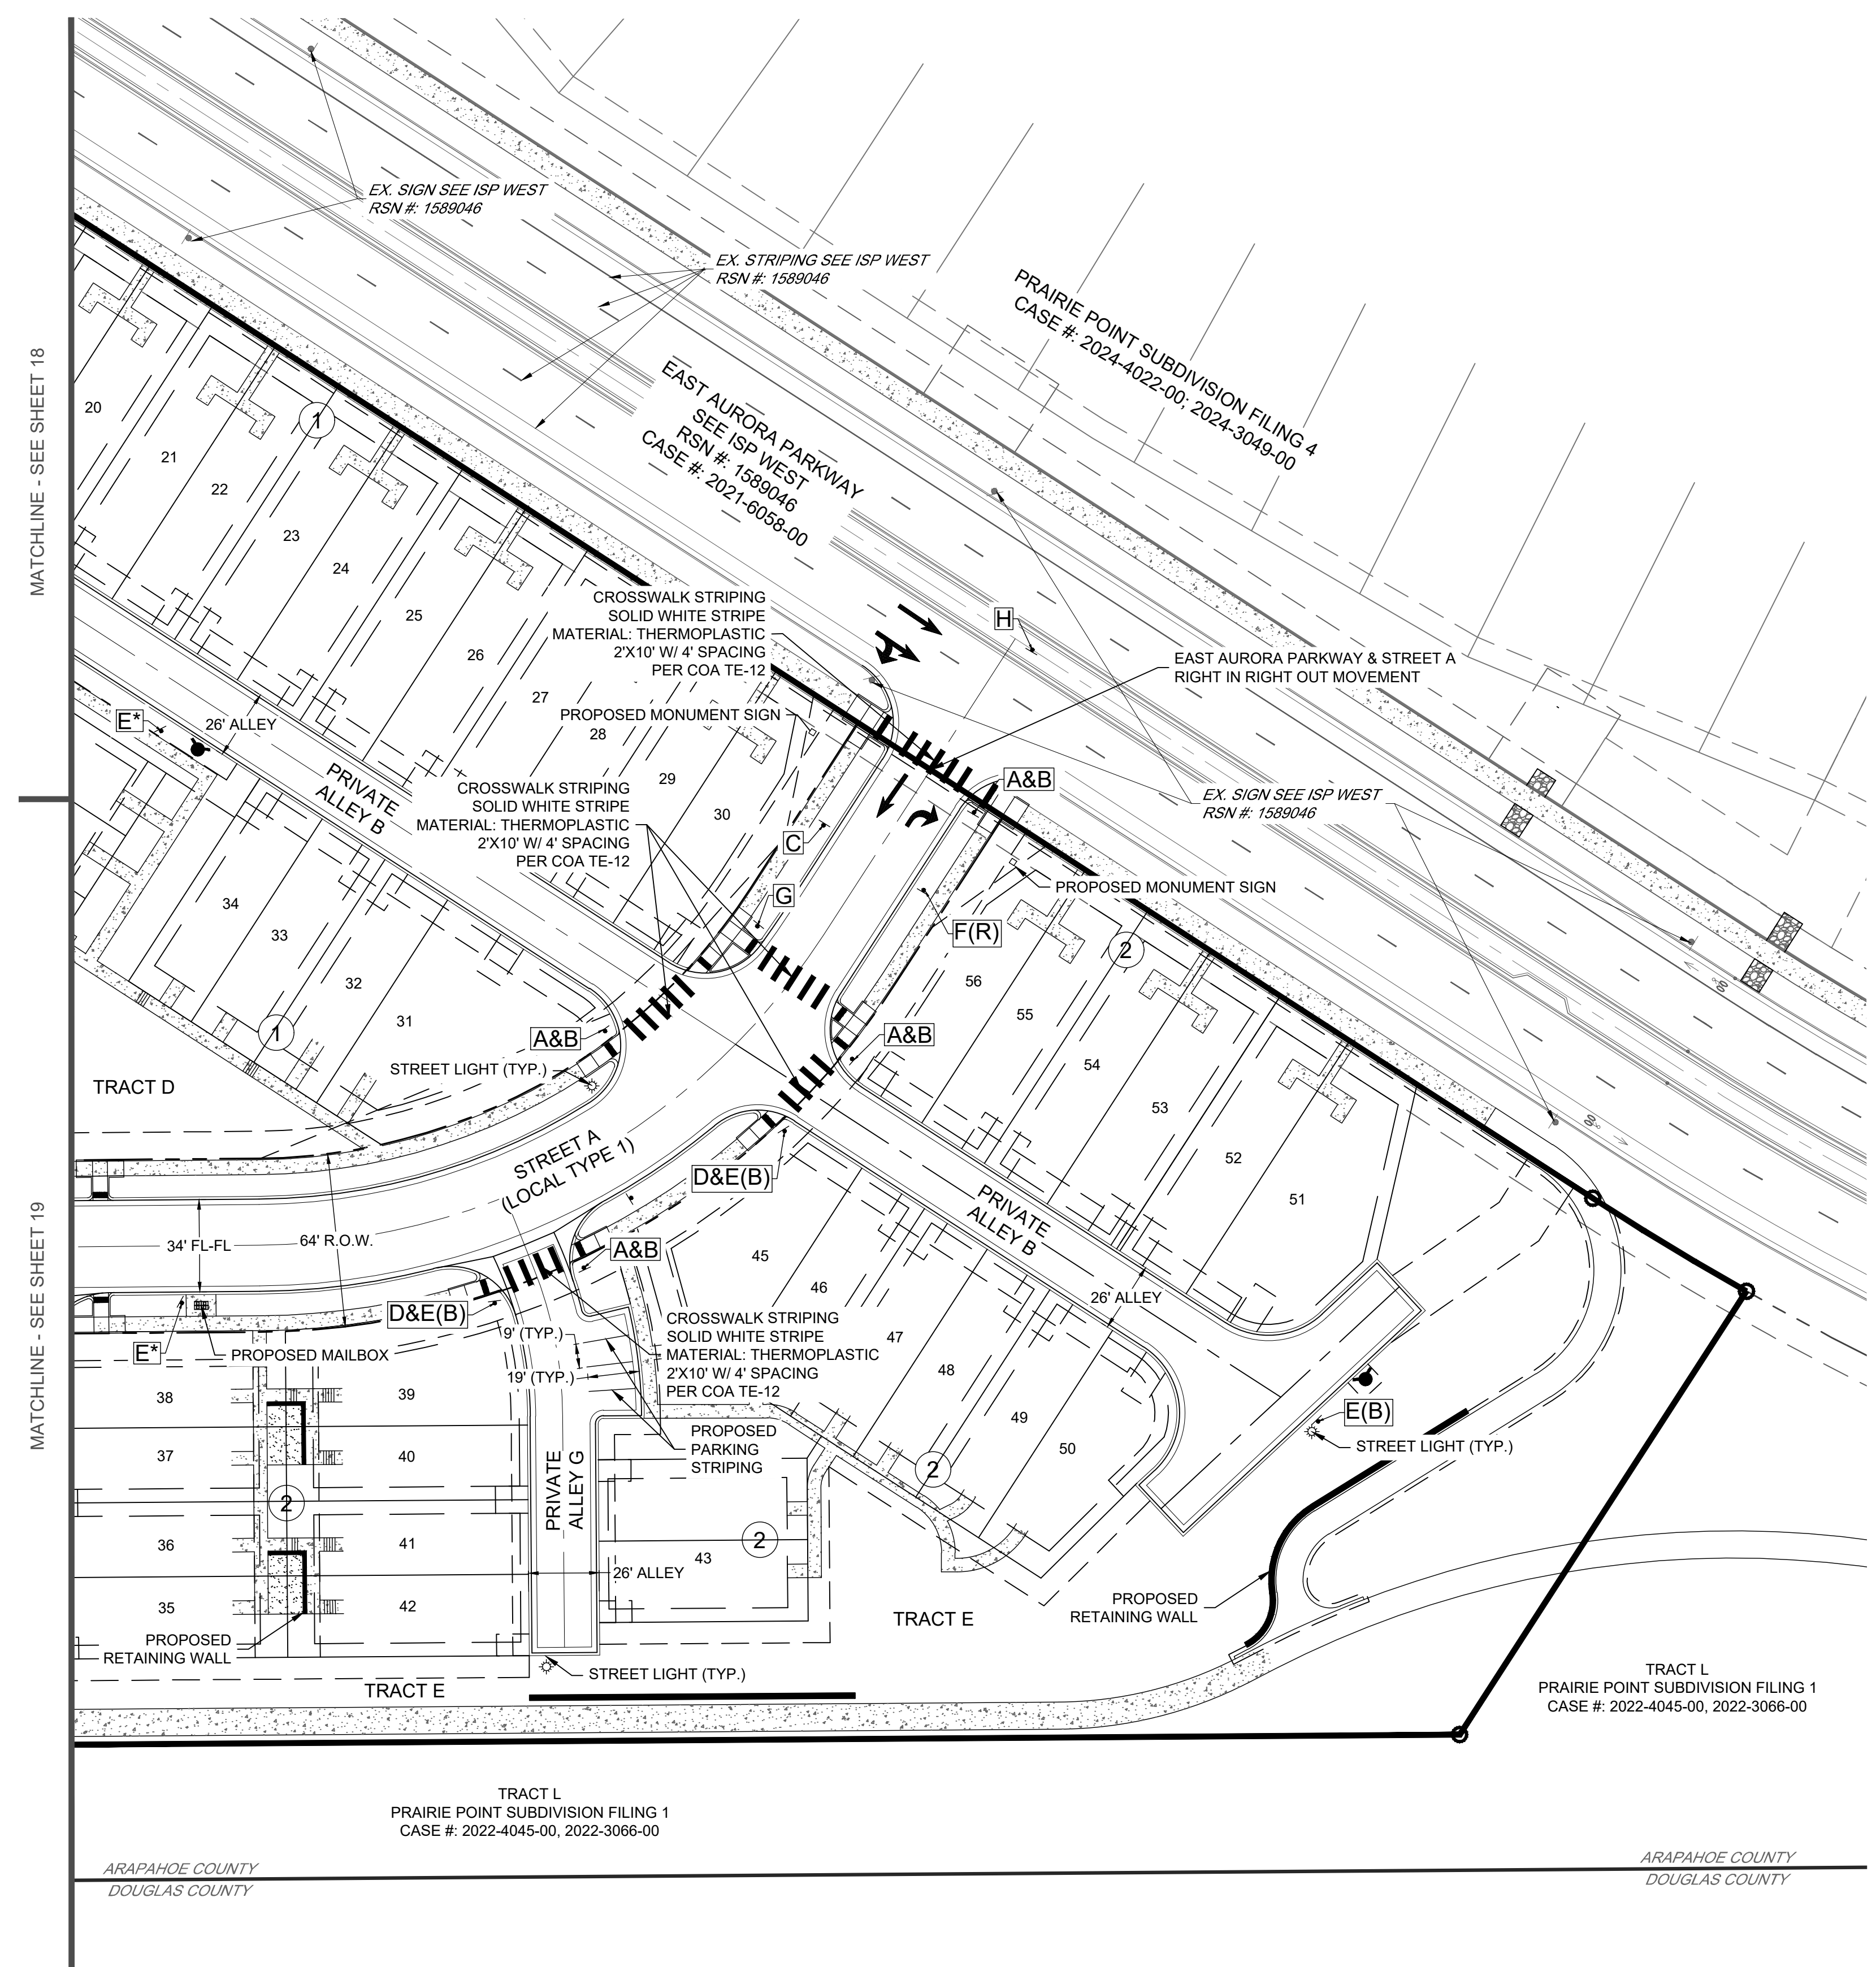 MATCHLINE - SEE SHEET 18
MATCHLINE - SEE SHEET 19
EX. SIGN SEE ISP WEST
RSN #: 1589046
EX. STRIPING SEE ISP WEST
RSN #: 1589046
PRAIRIE POINT SUBDIVISION FILING 4
CASE #: 2024-4022-00; 2024-3049-00
EAST AURORA PARKWAY
SEE ISP WEST
RSN #: 1589046
CASE #: 2021-6058-00
20
21
1
22
23
24
25
26
27
28
29
30
CROSSWALK STRIPING
SOLID WHITE STRIPE
MATERIAL: THERMOPLASTIC
2'X10' W/ 4' SPACING
PER COA TE-12
H
EAST AURORA PARKWAY & STREET A
RIGHT IN RIGHT OUT MOVEMENT
PROPOSED MONUMENT SIGN
E*
26' ALLEY
PRIVATE
ALLEY B
CROSSWALK STRIPING
SOLID WHITE STRIPE
MATERIAL: THERMOPLASTIC
2'X10' W/ 4' SPACING
PER COA TE-12
A&B
EX. SIGN SEE ISP WEST
RSN #: 1589046
C
G
PROPOSED MONUMENT SIGN
F(R)
2
34
33
32
31
1
56
55
54
53
52
51
A&B
A&B
STREET LIGHT (TYP.)
TRACT D
STREET A
(LOCAL TYPE 1)
D&E(B)
PRIVATE
ALLEY B
34' FL-FL
64' R.O.W.
A&B
45
46
47
48
49
50
26' ALLEY
D&E(B)
E*
PROPOSED MAILBOX
9' (TYP.)
19' (TYP.)
CROSSWALK STRIPING
SOLID WHITE STRIPE
MATERIAL: THERMOPLASTIC
2'X10' W/ 4' SPACING
PER COA TE-12
E(B)
STREET LIGHT (TYP.)
PROPOSED
PARKING
STRIPING
38
39
37
40
2
36
41
35
42
PRIVATE
ALLEY G
2
2
43
26' ALLEY
PROPOSED
RETAINING WALL
PROPOSED
RETAINING WALL
TRACT E
STREET LIGHT (TYP.)
TRACT E
TRACT L
PRAIRIE POINT SUBDIVISION FILING 1
CASE #: 2022-4045-00, 2022-3066-00
TRACT L
PRAIRIE POINT SUBDIVISION FILING 1
CASE #: 2022-4045-00, 2022-3066-00
ARAPAHOE COUNTY
DOUGLAS COUNTY
ARAPAHOE COUNTY
DOUGLAS COUNTY